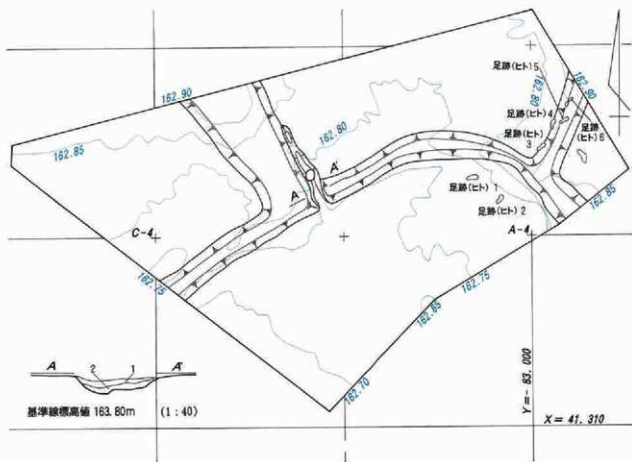 162.90
162.85
162.80
足跡(ヒト)5
162.80
162.90
足跡(ヒト)4
足跡(ヒト)
3
足跡
(ヒト)6
A
A'
足跡(ヒト)1
足跡(ヒト)2
162.85
C-4
A-4
162.75
162.75
162.85
162.70
A
A'
2
1
基準線標高値 163.80m (1:40)
Y=-83.000
X=41.310